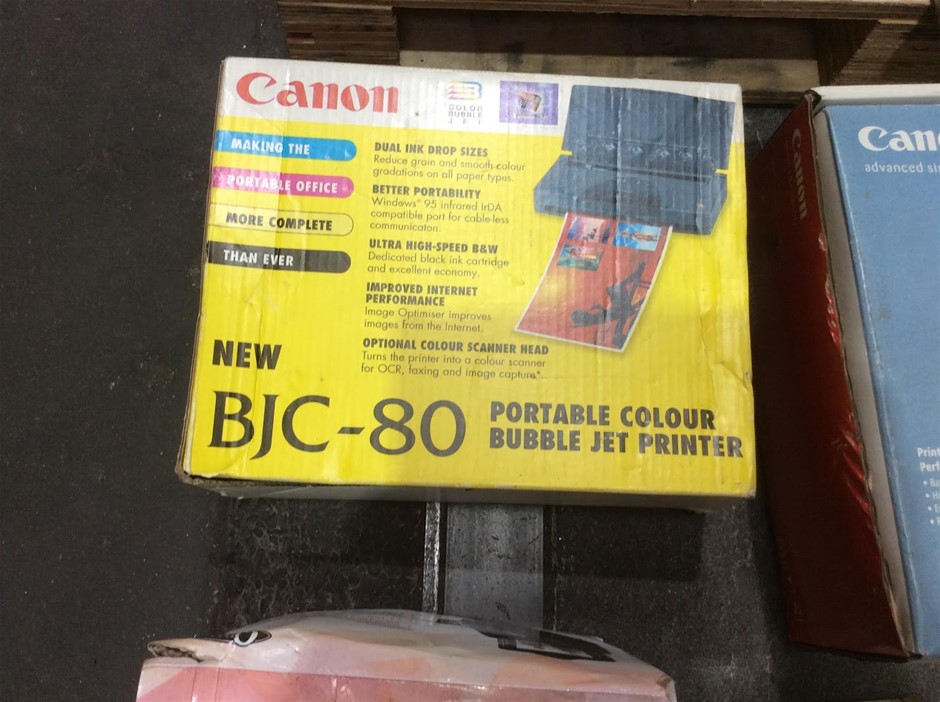 Canon
COLOR
BUBBLE
JET
MAKING THE
PORTABLE OFFICE
MORE COMPLETE
THAN EVER
DUAL INK DROP SIZES
Reduce grain and smooth colour
gradations on all paper types.
BETTER PORTABILITY
Windows® 95 infrared IrDA
compatible port for cable-less
communicaton.
ULTRA HIGH-SPEED B&W
Dedicated black ink cartridge
and excellent economy.
IMPROVED INTERNET
PERFORMANCE
Image Optimiser improves
images from the Internet.
OPTIONAL COLOUR SCANNER HEAD
Turns the printer into a colour scanner
for OCR, faxing and image capture*.
NEW
BJC-80
PORTABLE COLOUR
BUBBLE JET PRINTER
Canon
Can
advanced